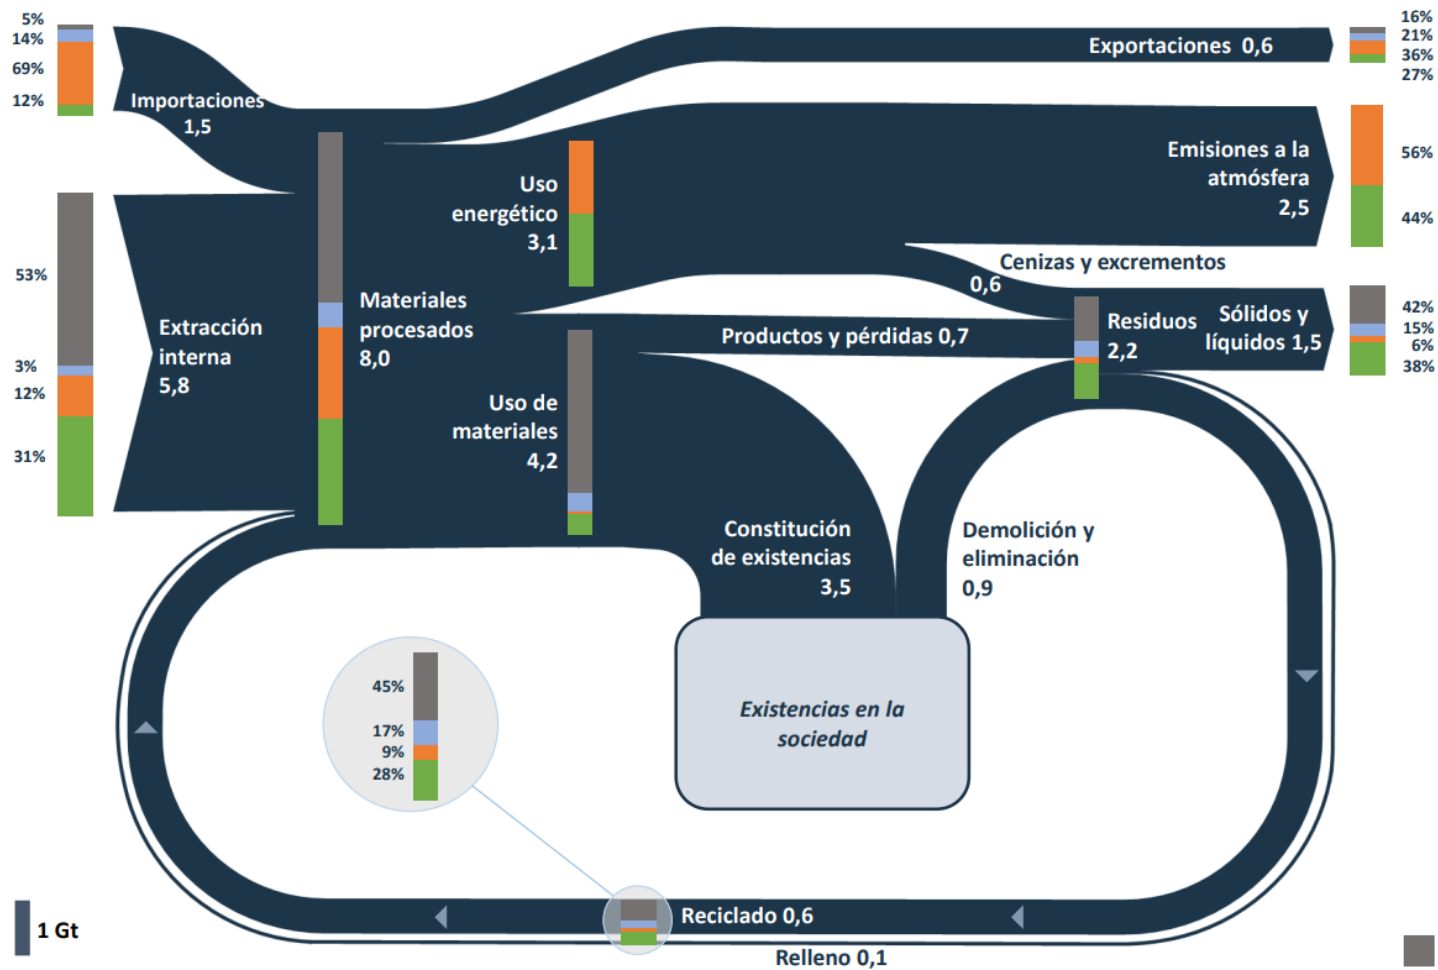 5%
14%
69%
12%
Importaciones
1,5
53%
3%
12%
31%
Extracción
interna
5,8
Materiales
procesados
8,0
Uso
energético
3,1
Uso de
materiales
4,2
Exportaciones 0,6
16%
21%
36%
27%
Emisiones a la
atmósfera
2,5
56%
44%
Cenizas y excrementos
0,6
Productos y pérdidas 0,7
Residuos
2,2
Sólidos y
líquidos 1,5
42%
15%
6%
38%
Constitución
de existencias
3,5
Demolición y
eliminación
0,9
Existencias en la
sociedad
45%
17%
9%
28%
Reciclado 0,6
Relleno 0,1
1 Gt